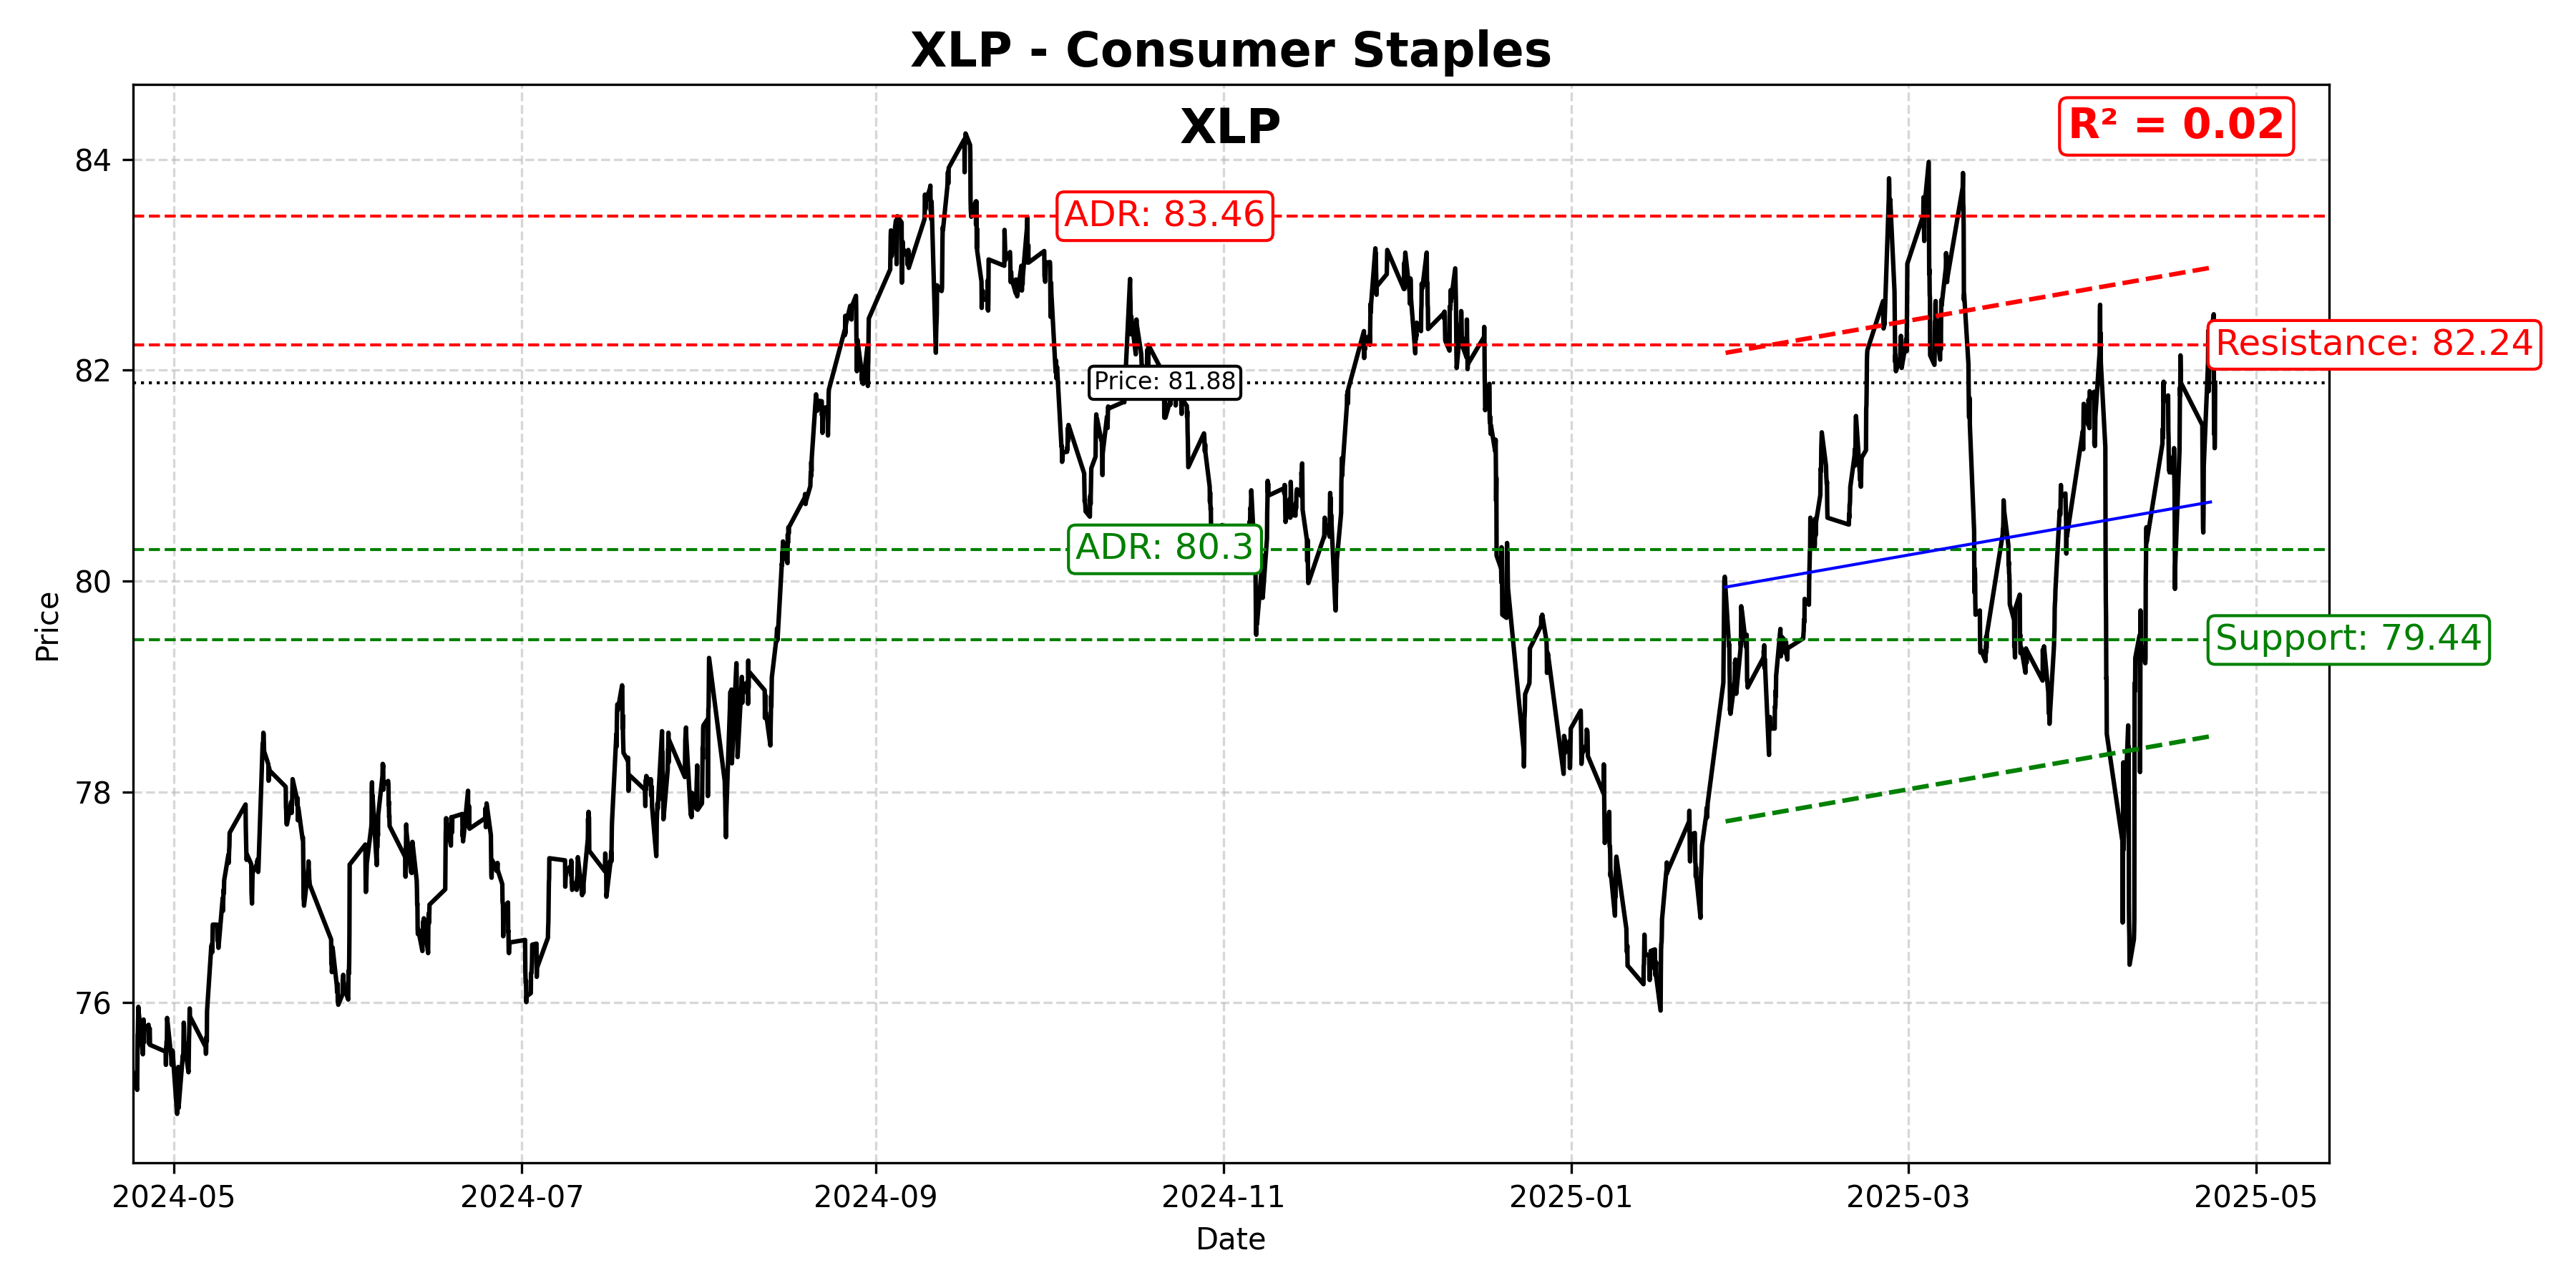 XLP - Consumer Staples
XLP
R² = 0.02
84
ADR: 83.46
Resistance: 82.24
82
Price: 81.88
ADR: 80.3
80
Support: 79.44
78
76
Price
2024-05
2024-07
2024-09
2024-11
2025-01
2025-03
2025-05
Date